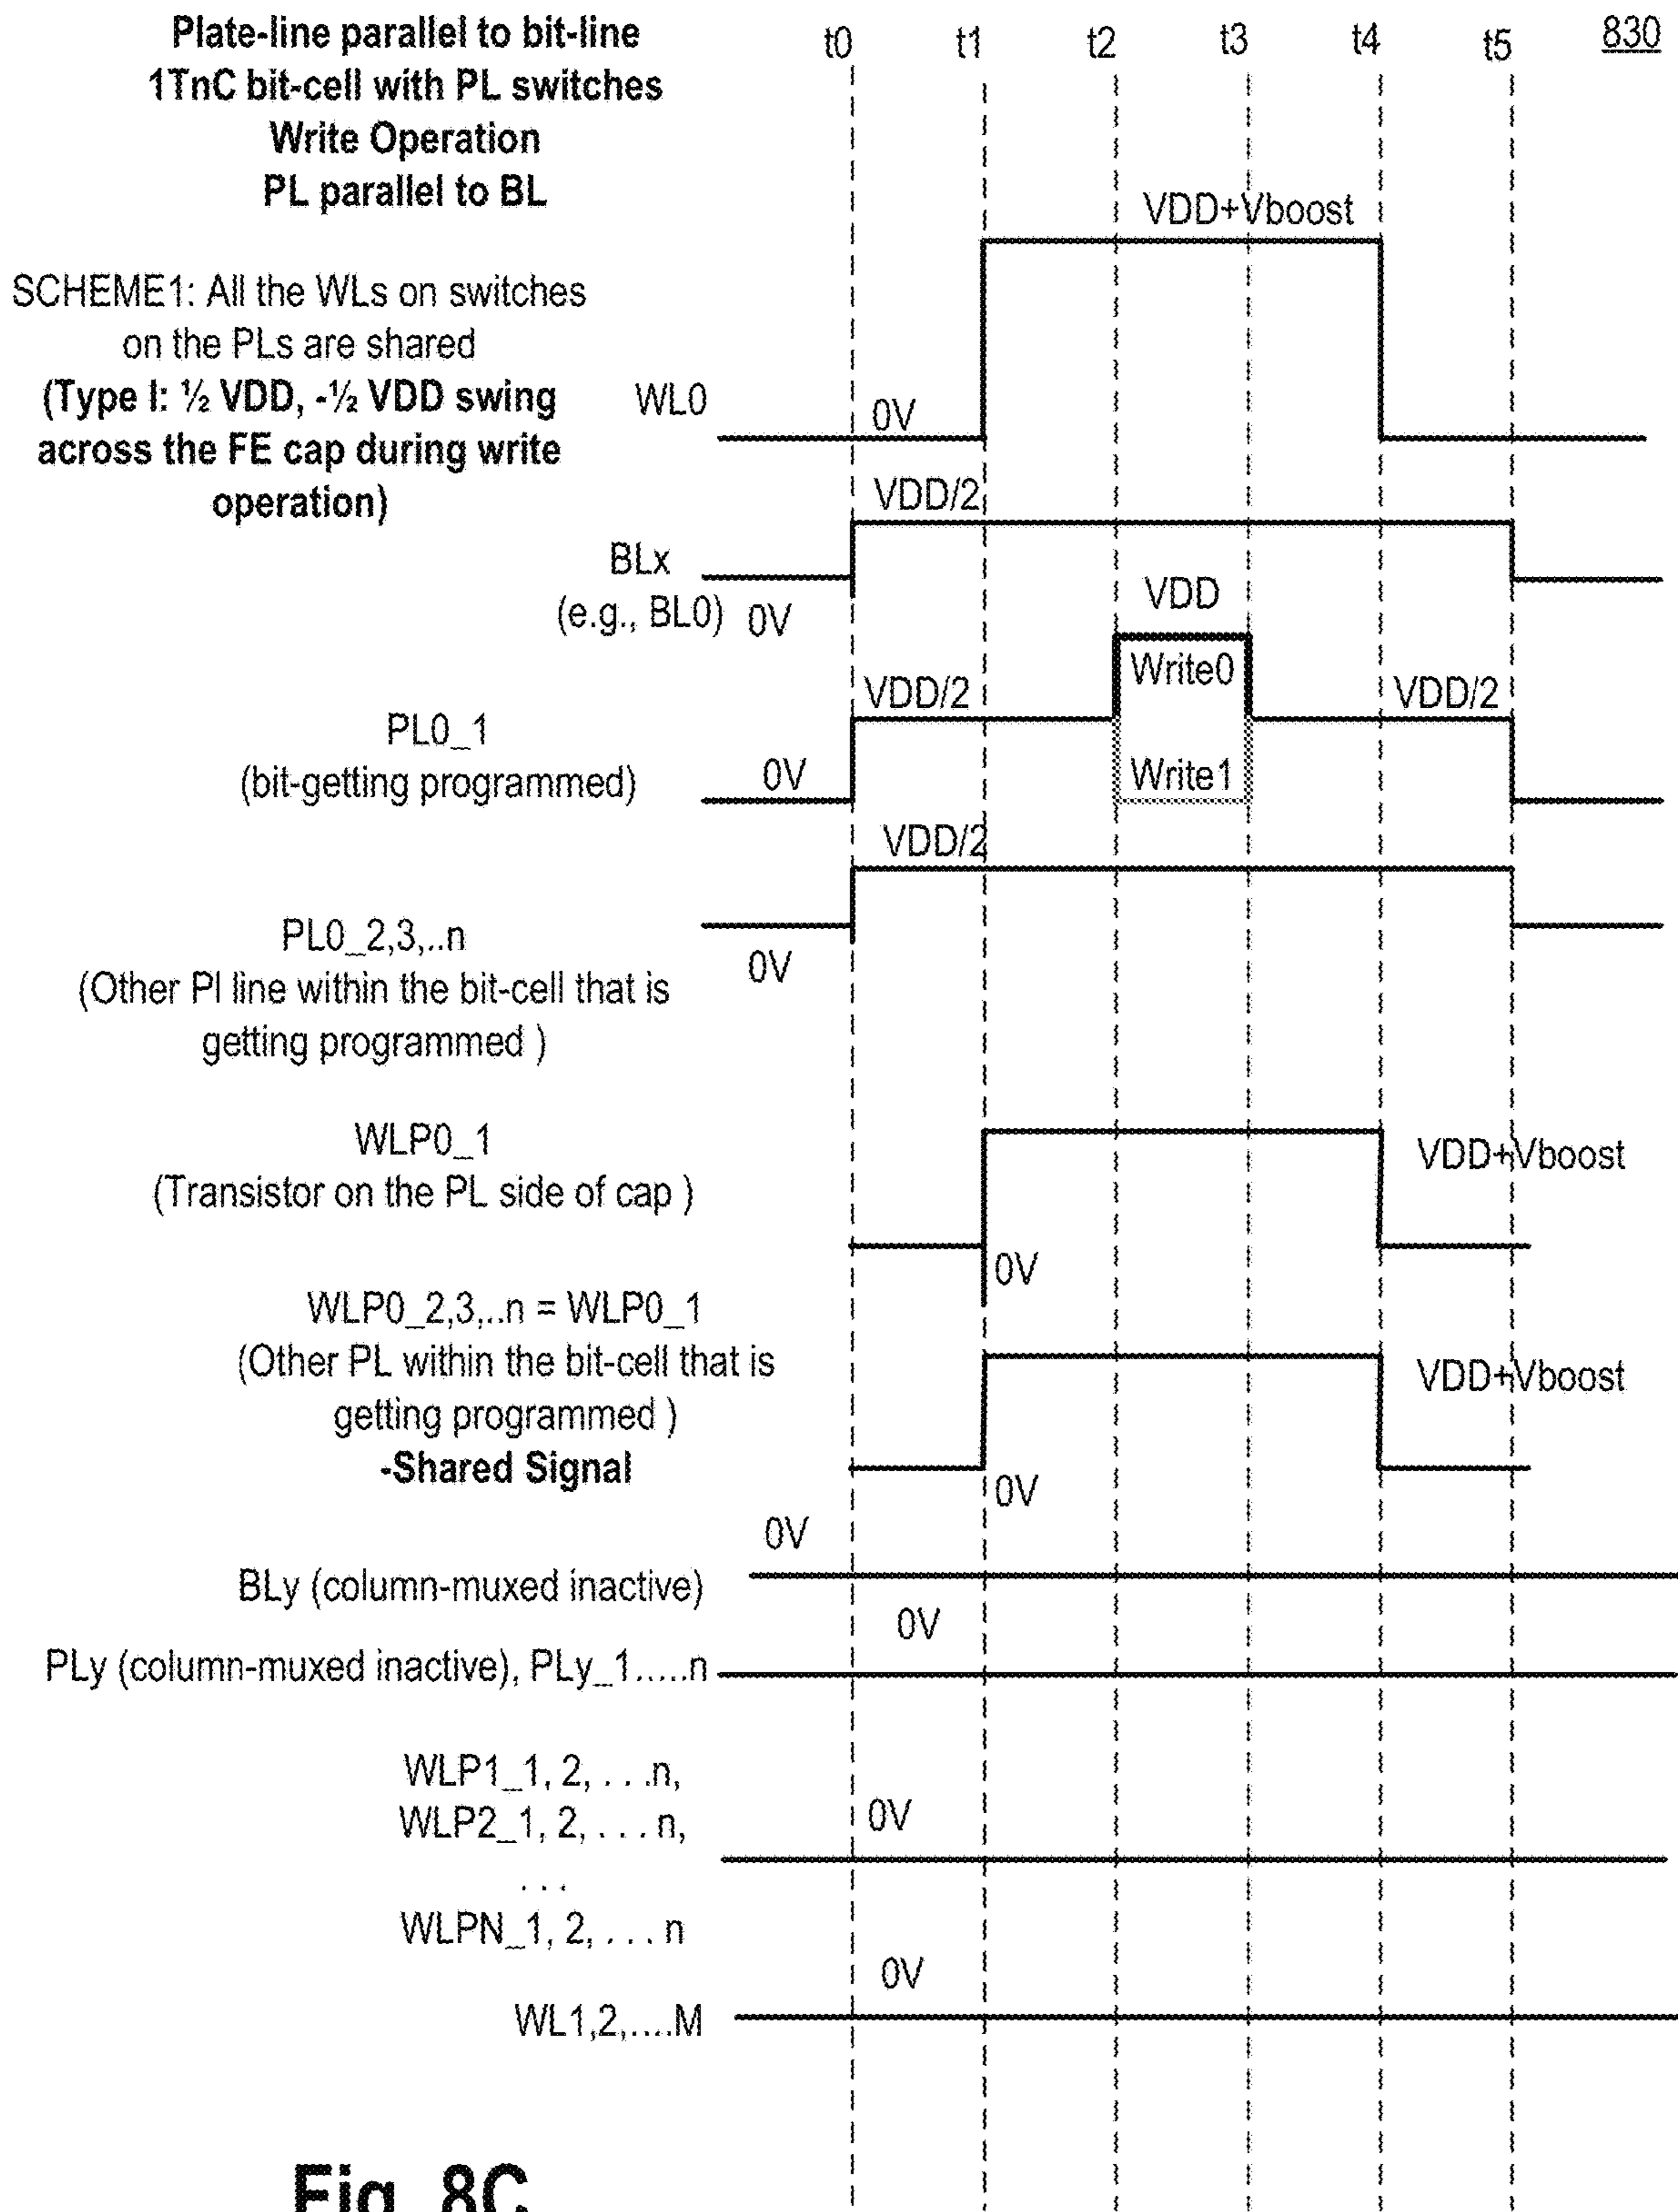 Plate-line parallel to bit-line
1TnC bit-cell with PL switches
Write Operation
PL parallel to BL
t0 t1 t2 t3 t4 t5 830
SCHEME1: All the WLs on switches
on the PLs are shared
(Type I: ½ VDD, -½ VDD swing
across the FE cap during write
operation)
VDD+Vboost
WL0 0V
VDD/2
BLx
(e.g., BL0) 0V
VDD
Write0
VDD/2 VDD/2
PL0_1
(bit-getting programmed) 0V
Write1
VDD/2
PL0_2,3,..n
0V
(Other Pl line within the bit-cell that is
getting programmed )
WLP0_1
(Transistor on the PL side of cap )
VDD+Vboost
0V
WLP0_2,3,..n = WLP0_1
(Other PL within the bit-cell that is
getting programmed )
-Shared Signal
VDD+Vboost
0V
0V
BLy (column-muxed inactive)
0V
PLy (column-muxed inactive), PLy_1.....n
WLP1_1, 2, . . .n,
WLP2_1, 2, . . . n,
0V
. . .
WLPN_1, 2, . . . n
0V
WL1,2,....M
Fig. 8C